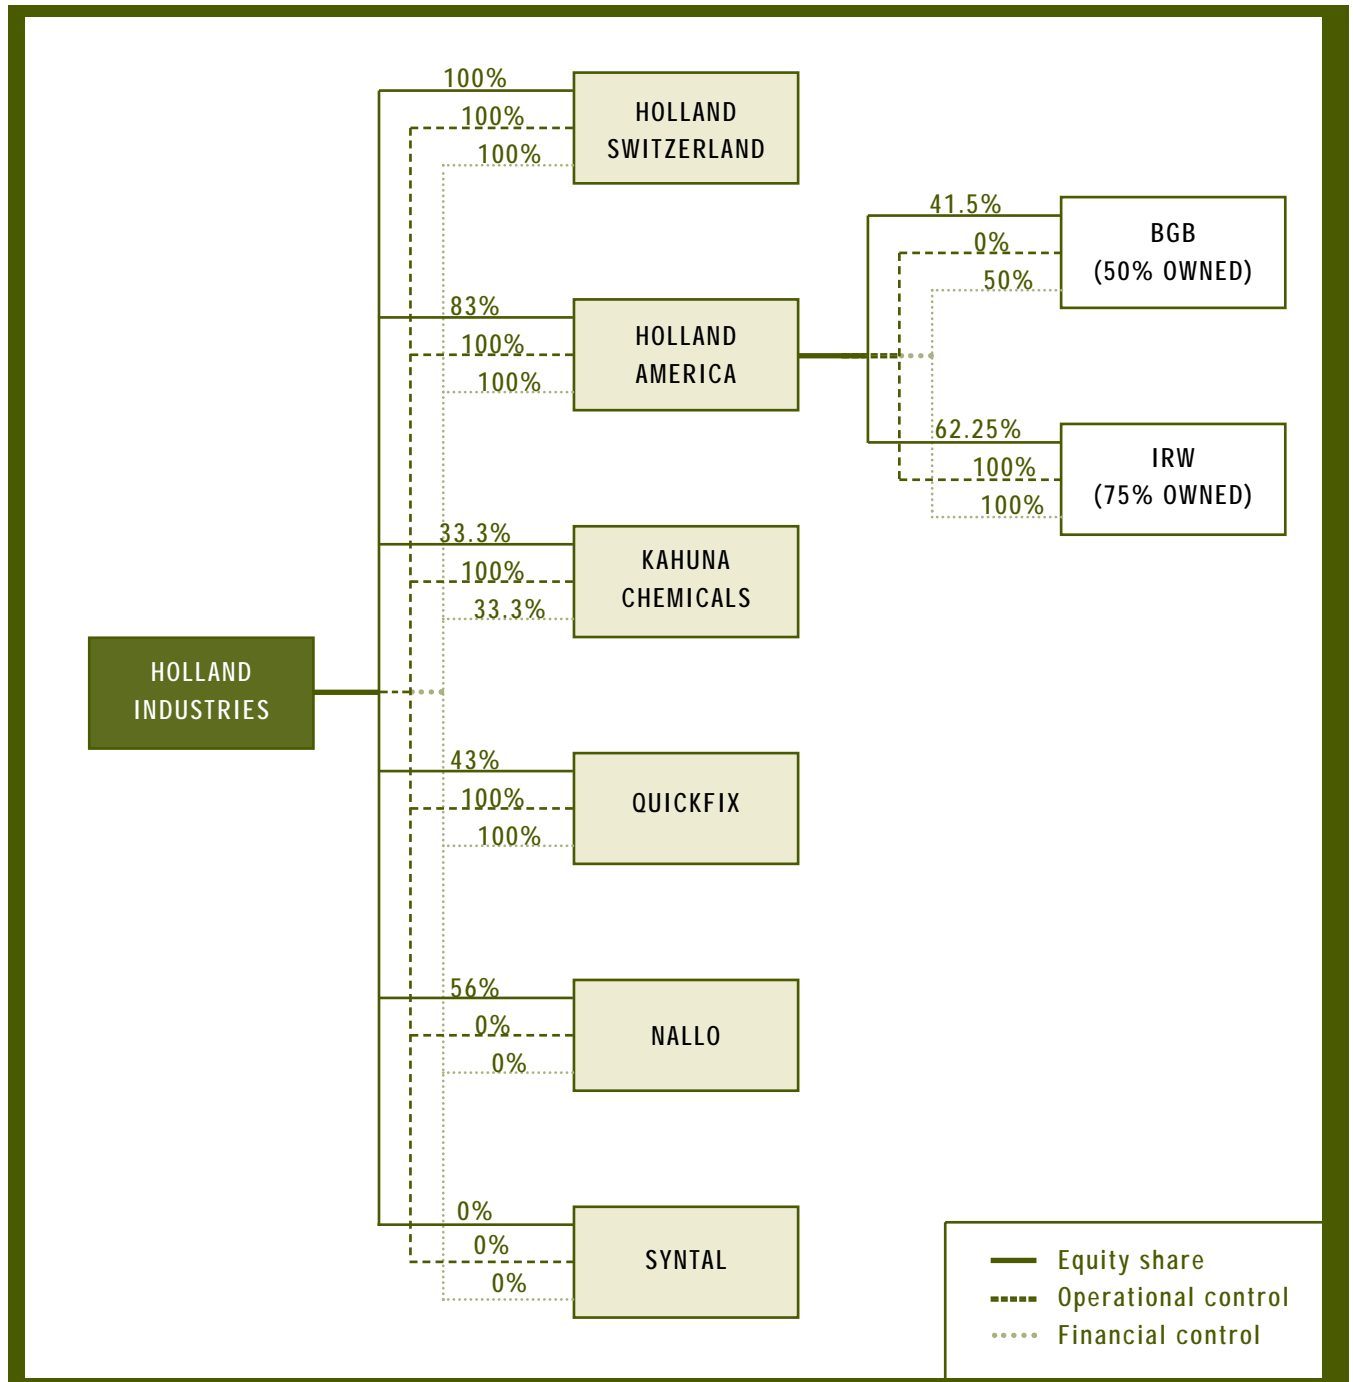 100%
100%
100%
HOLLAND
SWITZERLAND
41.5%
0%
50%
BGB
(50% OWNED)
83%
100%
100%
HOLLAND
AMERICA
62.25%
100%
100%
IRW
(75% OWNED)
33.3%
100%
33.3%
KAHUNA
CHEMICALS
HOLLAND
INDUSTRIES
43%
100%
100%
QUICKFIX
56%
0%
0%
NALLO
0%
0%
0%
SYNTAL
Equity share
Operational control
Financial control